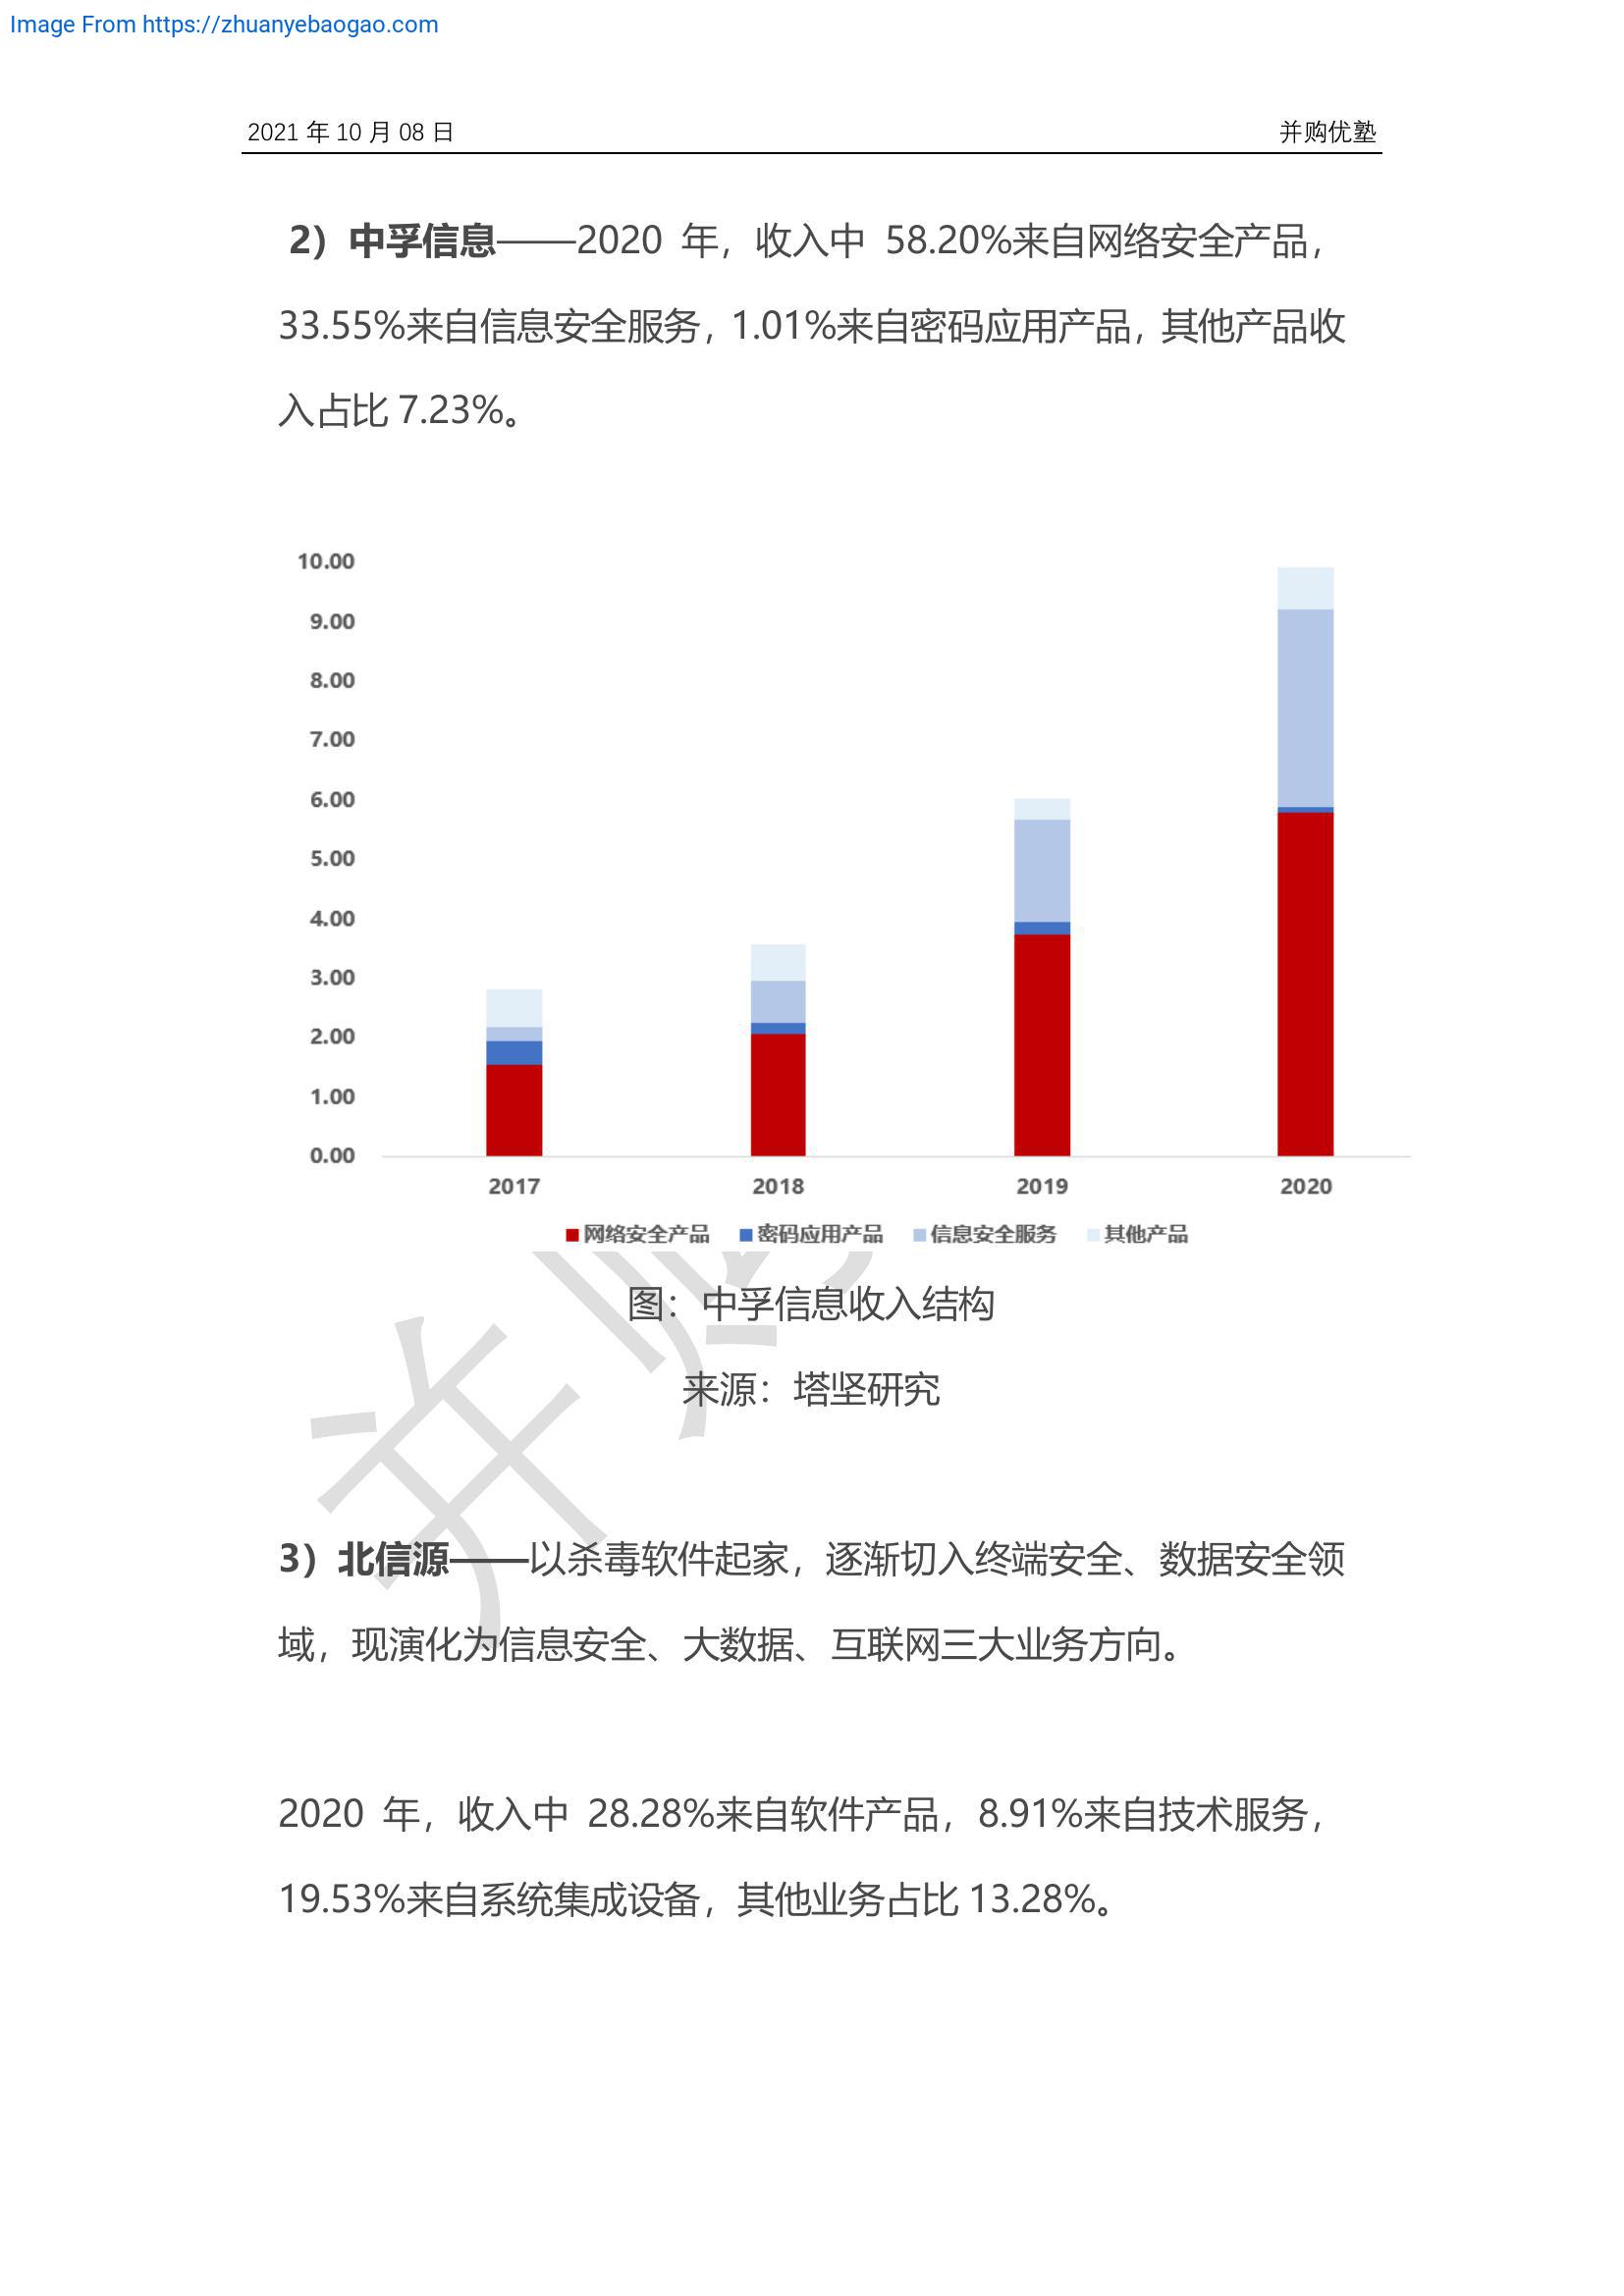 Image From https://zhuanyebaogao.com
2021 年 10 月 08 日 并购优塾
2）中孚信息——2020 年，收入中 58.20%来自网络安全产品，
33.55%来自信息安全服务，1.01%来自密码应用产品，其他产品收
入占比 7.23%。
10.00
9.00
8.00
7.00
6.00
5.00
4.00
3.00
2.00
1.00
0.00
2017 2018 2019 2020
网络安全产品 密码应用产品 信息安全服务 其他产品
图：中孚信息收入结构
来源：塔坚研究
3）北信源——以杀毒软件起家，逐渐切入终端安全、数据安全领
域，现演化为信息安全、大数据、互联网三大业务方向。
2020 年，收入中 28.28%来自软件产品，8.91%来自技术服务，
19.53%来自系统集成设备，其他业务占比 13.28%。
并购